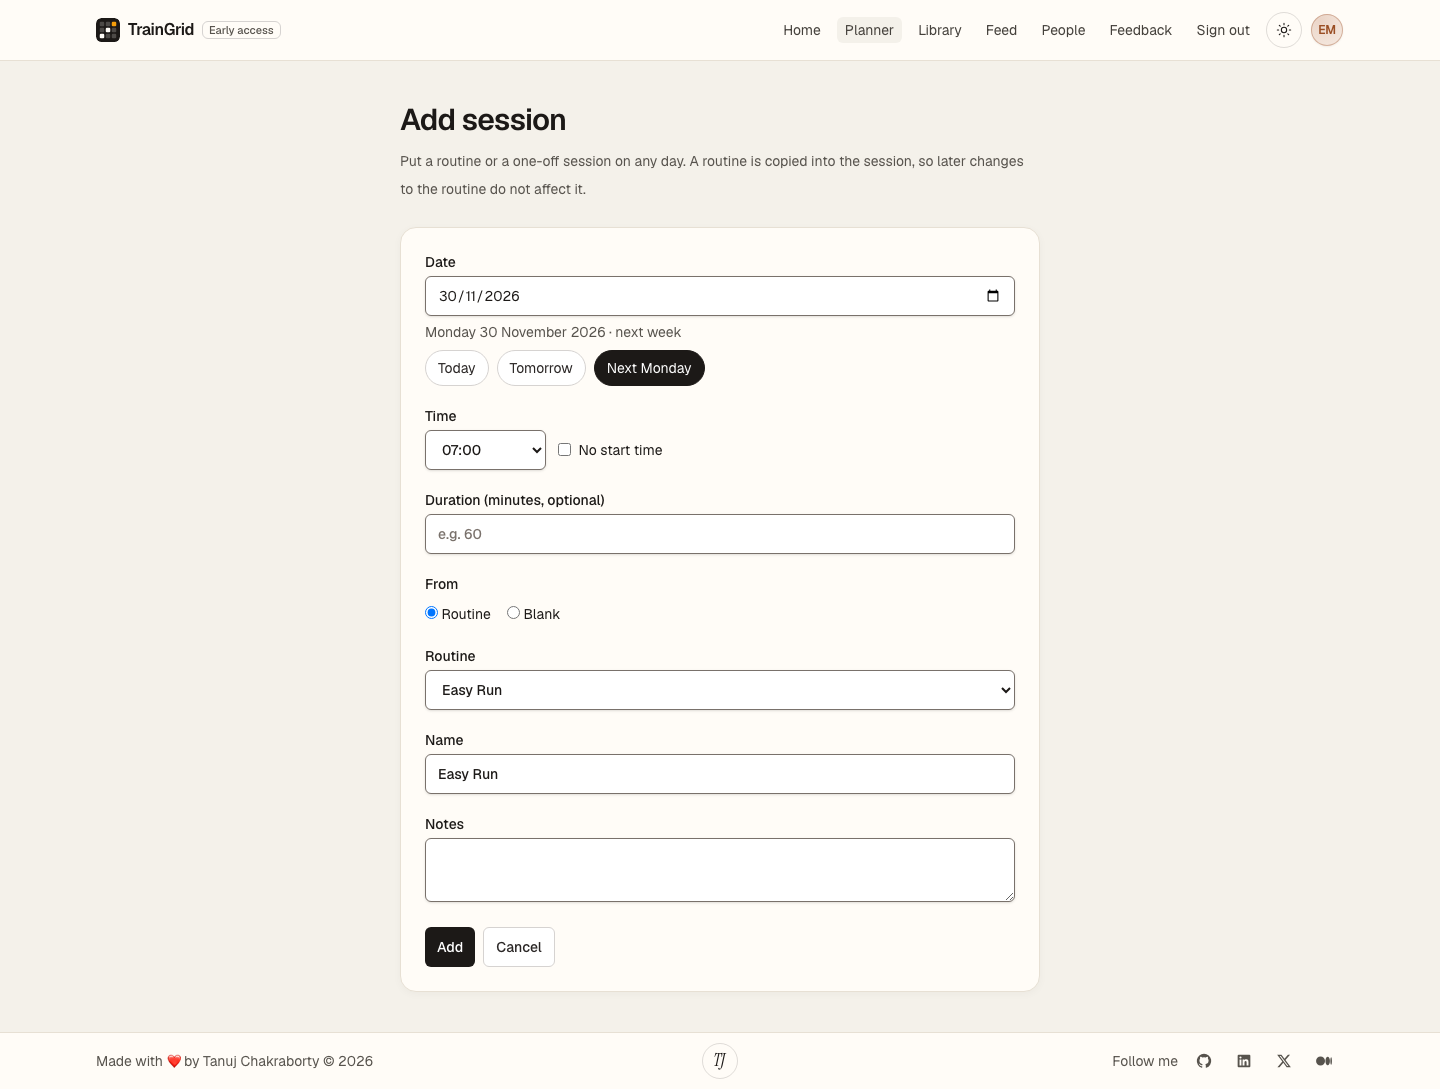 TrainGrid Early access Home Planner Library Feed People Feedback Sign out EM
Add session
Put a routine or a one-off session on any day. A routine is copied into the session, so later changes
to the routine do not affect it.
Date
30/11/2026
Monday 30 November 2026 · next week
Today Tomorrow Next Monday
Time
07:00 No start time
Duration (minutes, optional)
e.g. 60
From
Routine Blank
Routine
Easy Run
Name
Easy Run
Notes
Add Cancel
Made with ❤️ by Tanuj Chakraborty © 2026 TJ Follow me